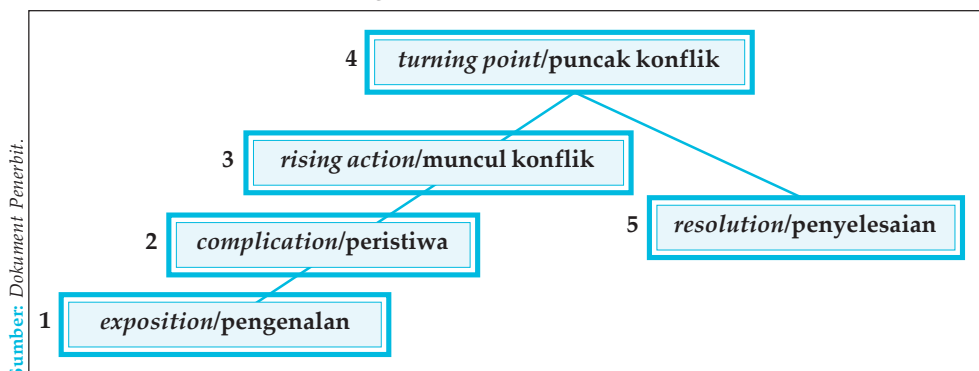 4 turning point/puncak konflik
3 rising action/muncul konflik
5 resolution/penyelesaian
2 complication/peristiwa
1 exposition/pengenalan
Sumber: Dokument Penerbit.